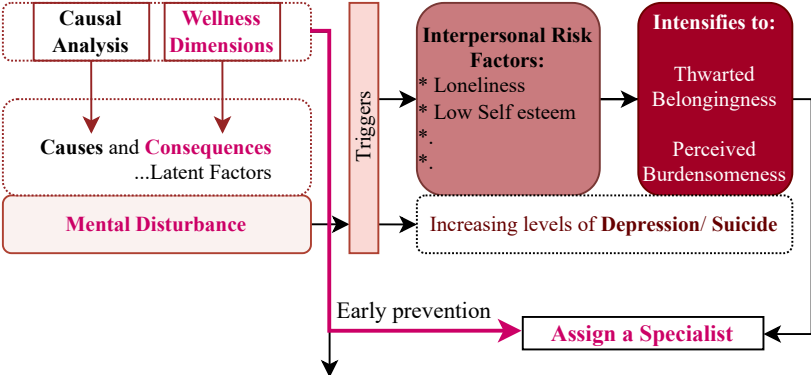 Causal
Analysis
Wellness
Dimensions
Causes and Consequences
...Latent Factors
Mental Disturbance
Triggers
Interpersonal Risk
Factors:
* Loneliness
* Low Self esteem
*.
*.
Intensifies to:
Thwarted
Belongingness
Perceived
Burdensomeness
Increasing levels of Depression/ Suicide
Early prevention
Assign a Specialist